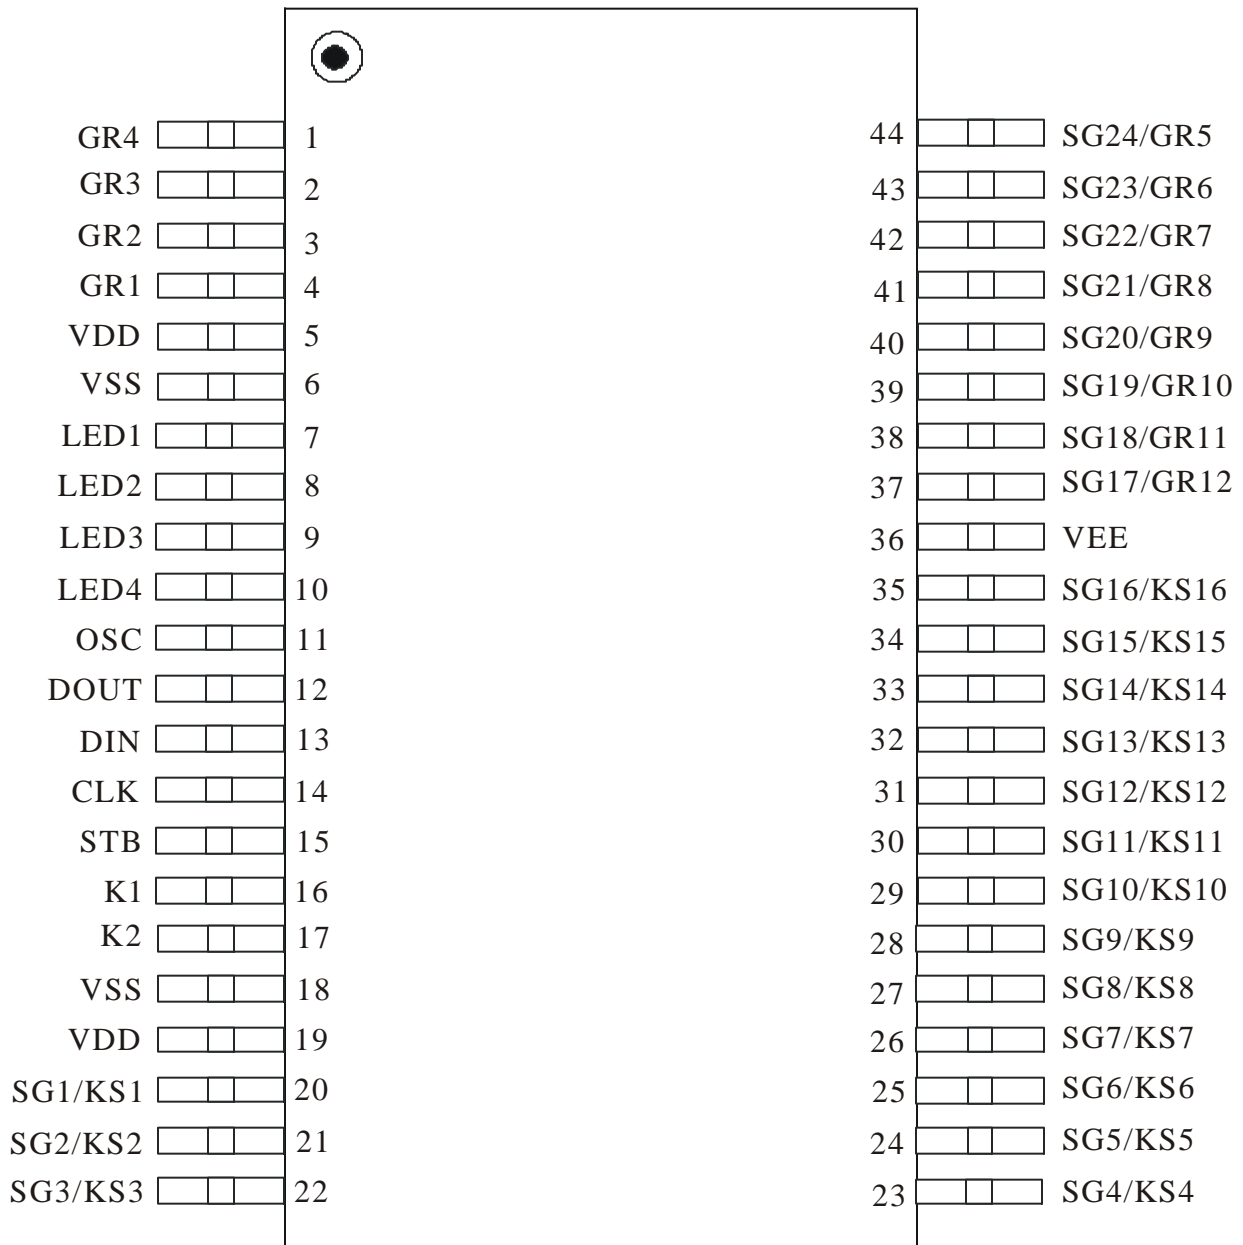 GR4 1 44 SG24/GR5
GR3 2 43 SG23/GR6
GR2 3 42 SG22/GR7
GR1 4 41 SG21/GR8
VDD 5 40 SG20/GR9
VSS 6 39 SG19/GR10
LED1 7 38 SG18/GR11
LED2 8 37 SG17/GR12
LED3 9 36 VEE
LED4 10 35 SG16/KS16
OSC 11 34 SG15/KS15
DOUT 12 33 SG14/KS14
DIN 13 32 SG13/KS13
CLK 14 31 SG12/KS12
STB 15 30 SG11/KS11
K1 16 29 SG10/KS10
K2 17 28 SG9/KS9
VSS 18 27 SG8/KS8
VDD 19 26 SG7/KS7
SG1/KS1 20 25 SG6/KS6
SG2/KS2 21 24 SG5/KS5
SG3/KS3 22 23 SG4/KS4